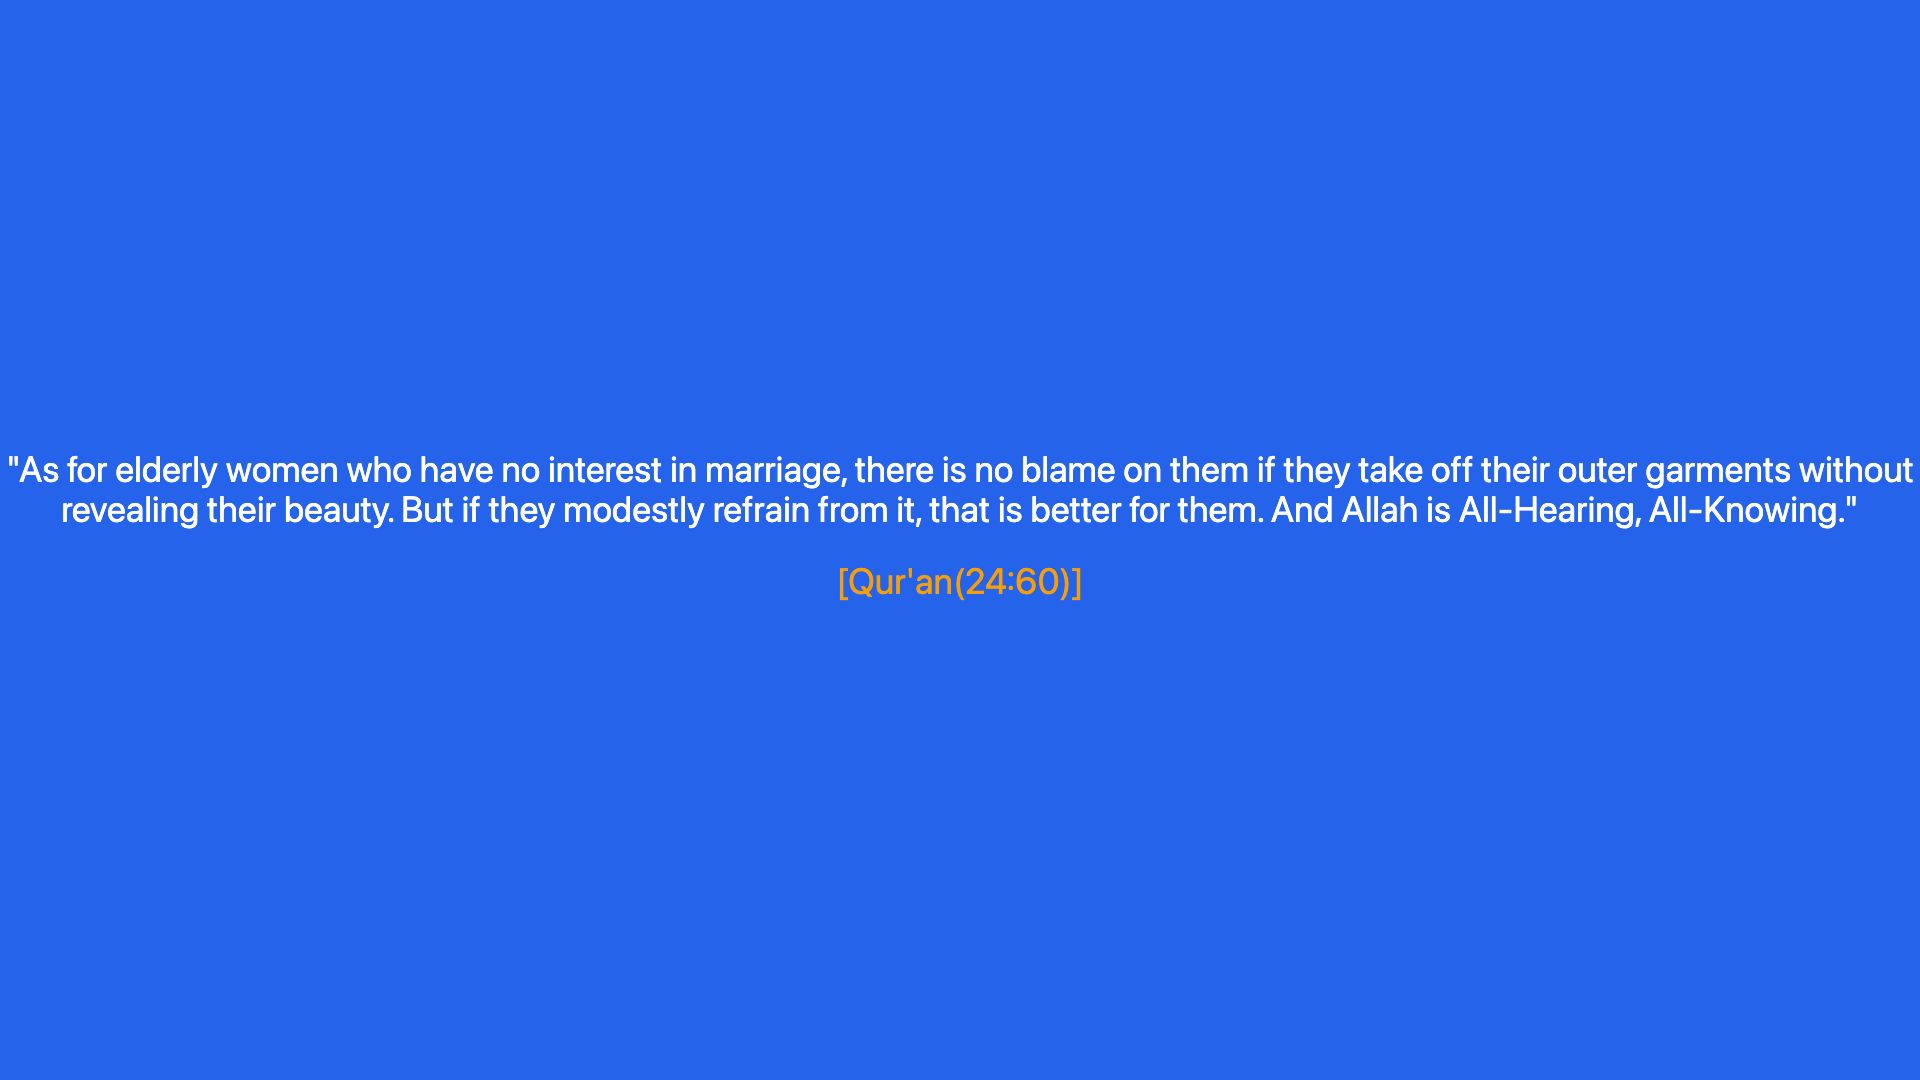 "As for elderly women who have no interest in marriage, there is no blame on them if they take off their outer garments without
revealing their beauty. But if they modestly refrain from it, that is better for them. And Allah is All-Hearing, All-Knowing."
[Qur'an(24:60)]